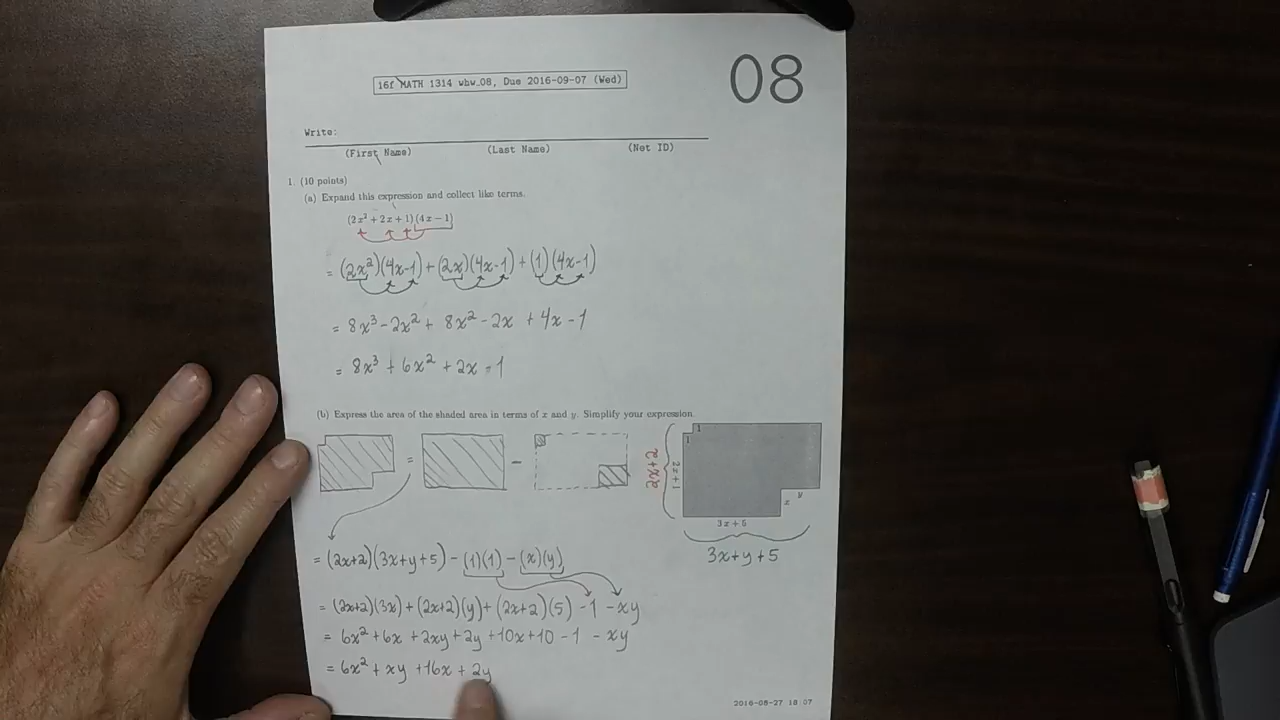 08
16f MATH 1314 whw_08, Due 2016-09-07 (Wed)
Write:
(First Name) (Last Name) (Net ID)
1. (10 points)
(a) Expand this expression and collect like terms.
(2x² + 2x + 1)(4x − 1)
= (2x²)(4x-1) + (2x)(4x-1) + (1)(4x-1)
= 8x³ - 2x² + 8x² - 2x + 4x - 1
= 8x³ + 6x² + 2x - 1
(b) Express the area of the shaded area in terms of x and y. Simplify your expression.
= −
1
1
2x+2
2x + 1
x
y
3x + 5
3x+y+5
= (2x+2)(3x+y+5) - (1)(1) - (x)(y)
= (2x+2)(3x) + (2x+2)(y) + (2x+2)(5) - 1 - xy
= 6x² + 6x + 2xy + 2y + 10x + 10 - 1 - xy
= 6x² + xy + 16x + 2y
2016-08-27 18:07